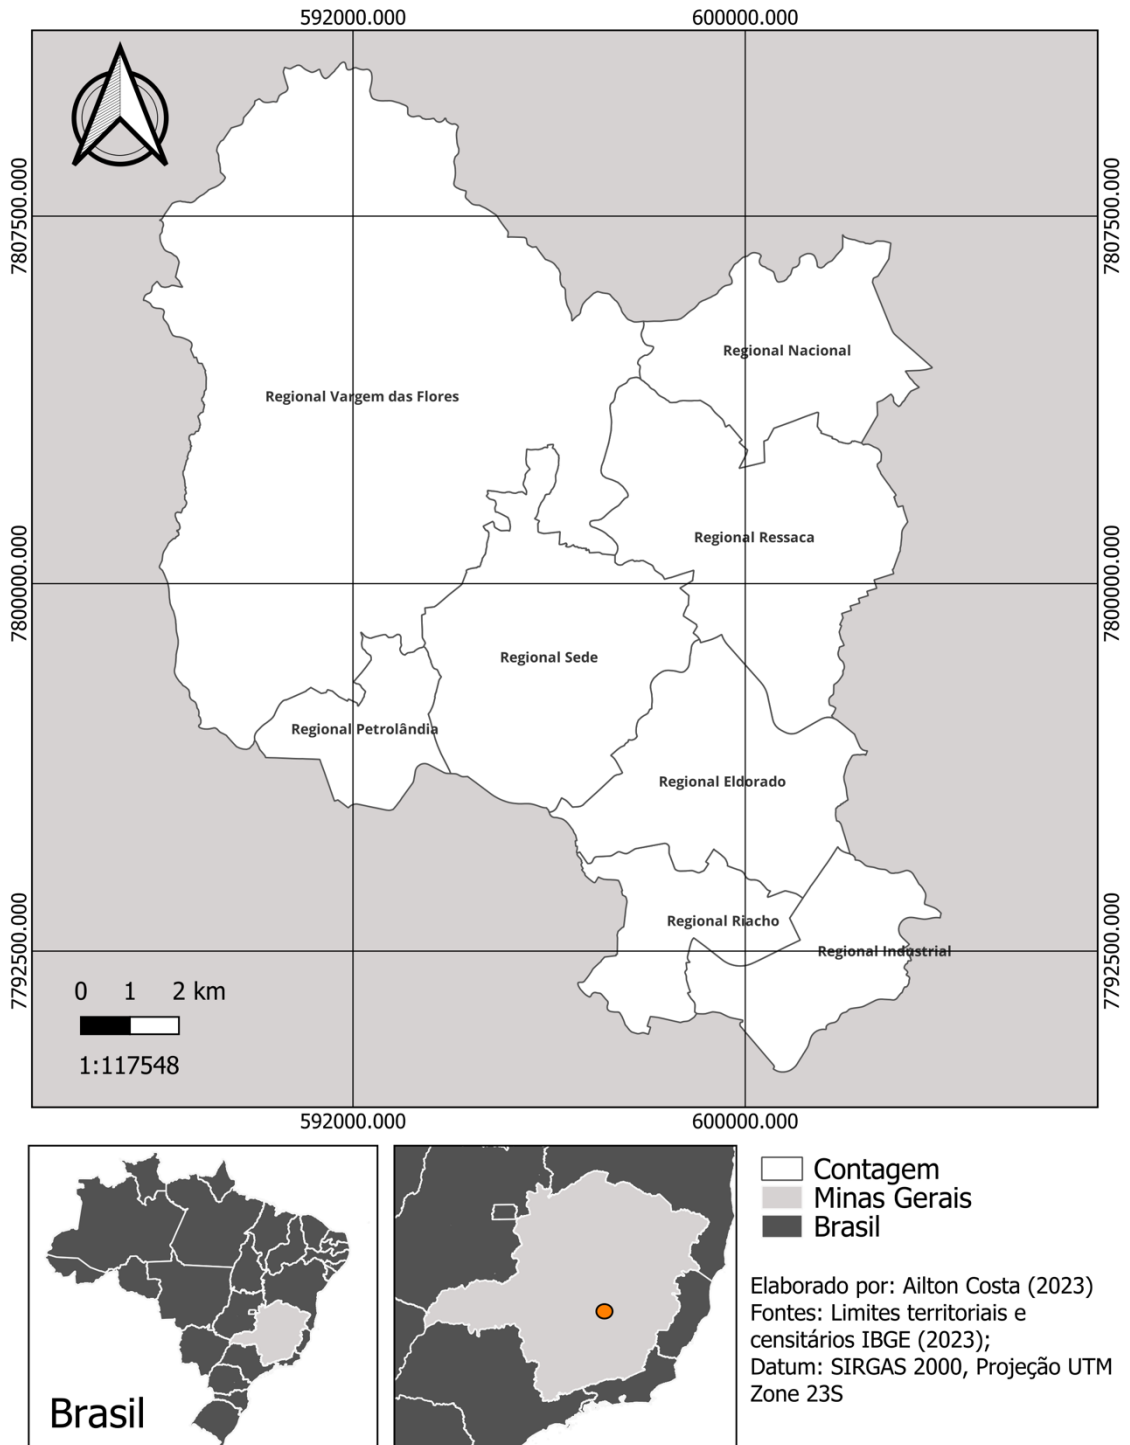 592000.000
600000.000
7807500.000
7807500.000
Regional Nacional
Regional Vargem das Flores
Regional Ressaca
7800000.000
7800000.000
Regional Sede
Regional Petrolândia
Regional Eldorado
Regional Riacho
Regional Industrial
7792500.000
7792500.000
0 1 2 km
1:117548
592000.000
600000.000
Contagem
Minas Gerais
Brasil
Elaborado por: Ailton Costa (2023)
Fontes: Limites territoriais e
censitários IBGE (2023);
Datum: SIRGAS 2000, Projeção UTM
Zone 23S
Brasil